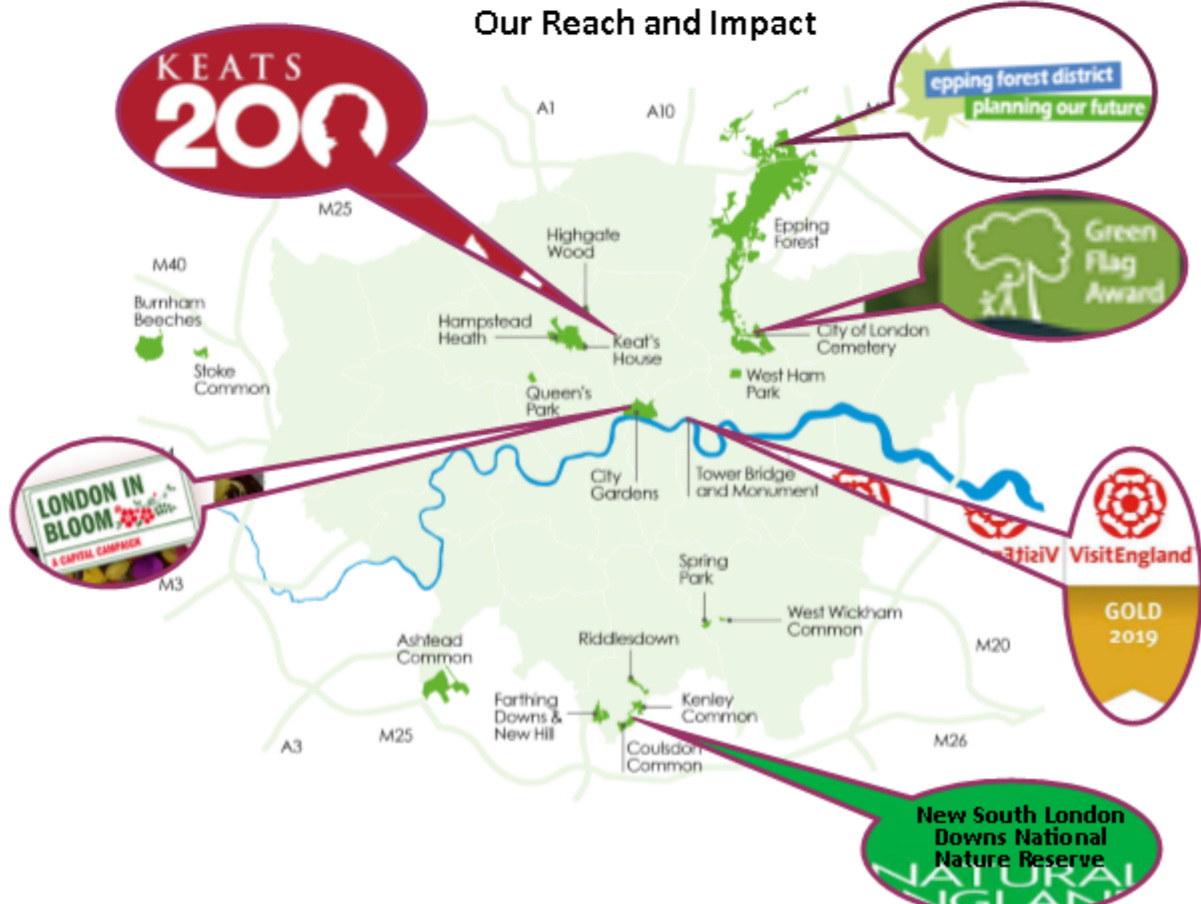 Our Reach and Impact
KEATS
200
epping forest district
planning our future
A1
A10
M25
Green
Flag
Award
Epping
Forest
Highgate
Wood
M40
Burnham
Beeches
Hampstead
Heath
Keat's
House
City of London
Cemetery
Stoke
Common
Queen's
Park
West Ham
Park
LONDON IN
BLOOM
A CAPITAL CAMPAIGN
City
Gardens
Tower Bridge
and Monument
VisitEngland
GOLD
2019
M3
Spring
Park
West Wickham
Common
Riddlesdown
M20
Ashtead
Common
Farthing
Downs &
New Hill
Kenley
Common
A3
M25
Coulsdon
Common
M26
New South London
Downs National
Nature Reserve
NATURAL
ENGLAND